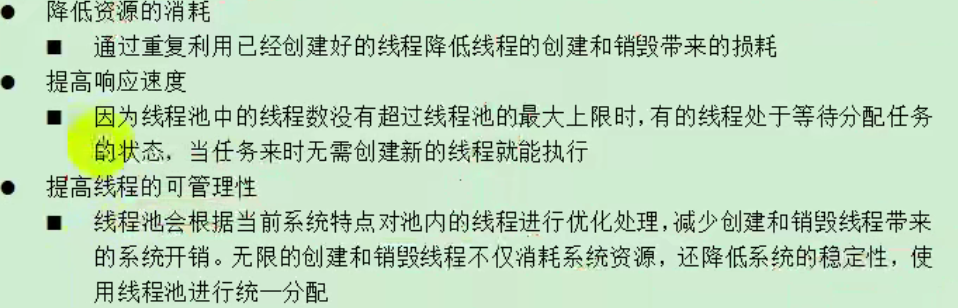 ● 降低资源的消耗
■ 通过重复利用已经创建好的线程降低线程的创建和销毁带来的损耗
● 提高响应速度
■ 因为线程池中的线程数没有超过线程池的最大上限时,有的线程处于等待分配任务
的状态，当任务来时无需创建新的线程就能执行
● 提高线程的可管理性
■ 线程池会根据当前系统特点对池内的线程进行优化处理,减少创建和销毁线程带来
的系统开销。无限的创建和销毁线程不仅消耗系统资源，还降低系统的稳定性，使
用线程池进行统一分配